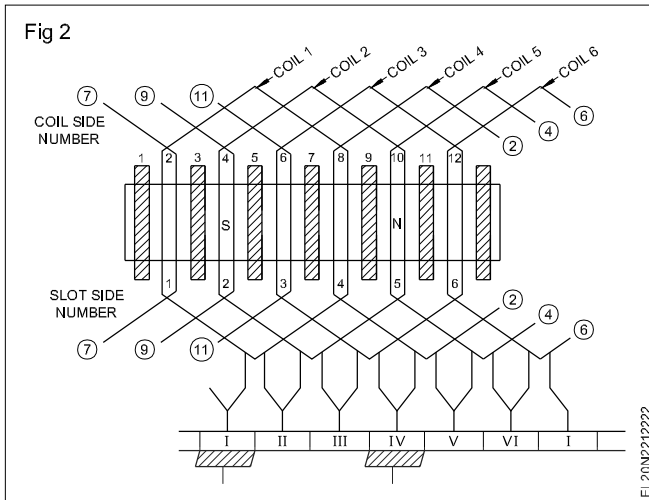 Fig 2
COIL 1 COIL 2 COIL 3 COIL 4 COIL 5 COIL 6
7 9 11 2 4 6
COIL SIDE
NUMBER
1 2 3 4 5 6 7 8 9 10 11 12
S N
SLOT SIDE
NUMBER
1 2 3 4 5 6
7 9 11 2 4 6
I II III IV V VI I
EL20N2212222